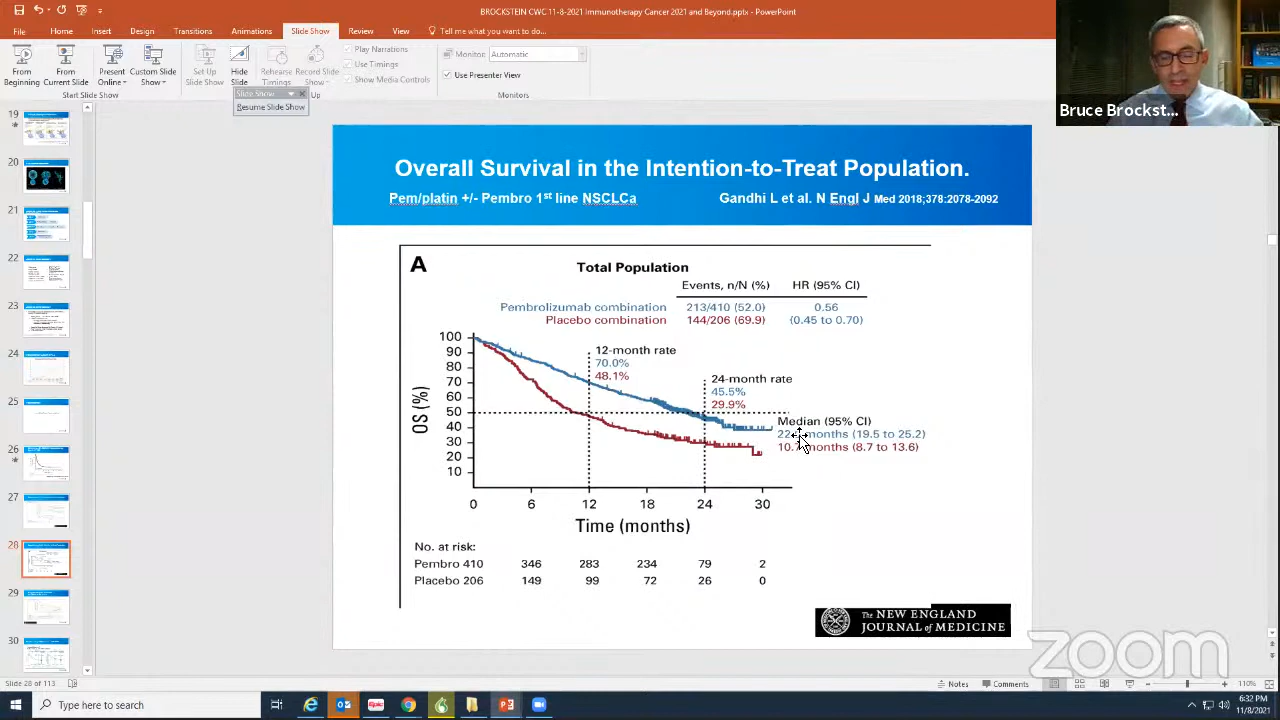 BROCKSTEIN CWC 11-8-2021 Immunotherapy Cancer 2021 and Beyond.pptx - PowerPoint
File Home Insert Design Transitions Animations Slide Show Review View Tell me what you want to do...
From Beginning
From Current Slide
Present Online
Custom Slide Show
Set Up Slide Show
Hide Slide
Rehearse Timings
Record Slide Show
Play Narrations
Use Timings
Show Media Controls
Monitor: Automatic
Use Presenter View
Start Slide Show
Up
Monitors
Slide Show
Resume Slide Show
Bruce Brockst...
19
20
22
24
28
Overall Survival in the Intention-to-Treat Population.
Pem/platin +/- Pembro 1st line NSCLCa
Gandhi L et al. N Engl J Med 2018;378:2078-2092
A
Total Population
Events, n/N (%) HR (95% CI)
Pembrolizumab combination 213/410 (52.0) 0.56
Placebo combination 144/206 (69.9) (0.45 to 0.70)
100
90
80
70
60
50
40
30
20
10
OS (%)
12-month rate
70.0%
48.1%
24-month rate
45.5%
29.9%
Median (95% CI)
months (19.5 to 25.2)
months (8.7 to 13.6)
0 6 12 18 24 30
Time (months)
No. at risk:
Pembro 410 346 283 234 79 2
Placebo 206 149 99 72 26 0
The NEW ENGLAND
JOURNAL of MEDICINE
zoom
Slide 28 of 113
Notes
Comments
110%
Type here to search
Epic
6:32 PM
11/8/2021